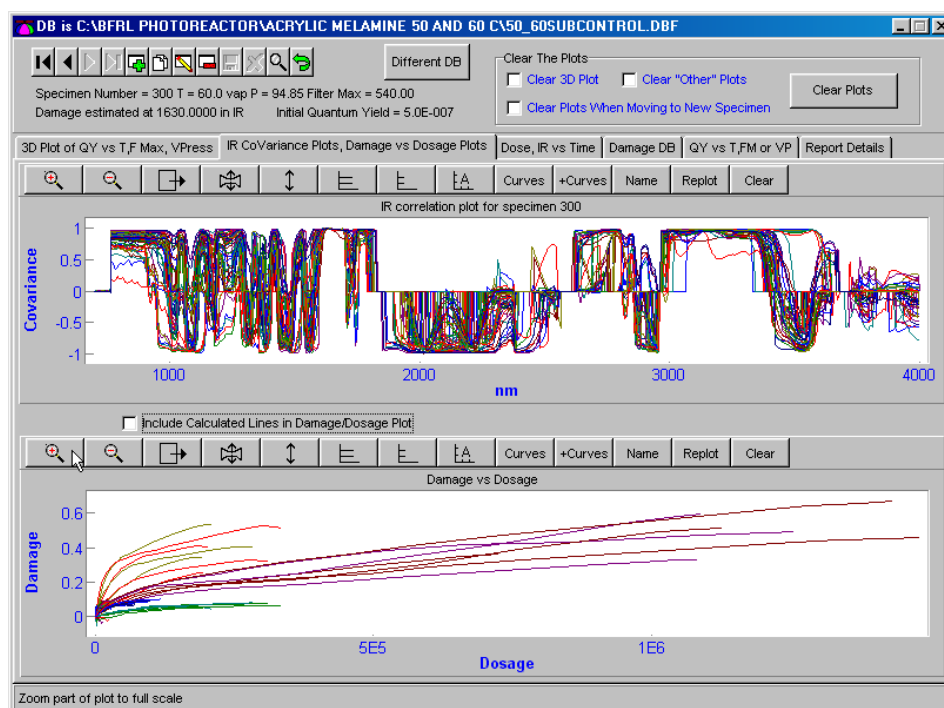 DB is C:\BFRL PHOTOREACTOR\ACRYLIC MELAMINE 50 AND 60 C\50_60SUBCONTROL.DBF
Different DB
Clear The Plots
Clear 3D Plot
Clear "Other" Plots
Clear Plots When Moving to New Specimen
Clear Plots
Specimen Number = 300 T = 60.0 vap P = 94.85 Filter Max = 540.00
Damage estimated at 1630.0000 in IR Initial Quantum Yield = 5.0E-007
3D Plot of QY vs T,F Max, VPress
IR CoVariance Plots, Damage vs Dosage Plots
Dose, IR vs Time
Damage DB
QY vs T,FM or VP
Report Details
Curves
+Curves
Name
Replot
Clear
IR correlation plot for specimen 300
Covariance
1
0.5
0
-0.5
-1
1000 2000 3000 4000
nm
Include Calculated Lines in Damage/Dosage Plot
Curves
+Curves
Name
Replot
Clear
Damage vs Dosage
Damage
0.6
0.4
0.2
0
0 5E5 1E6
Dosage
Zoom part of plot to full scale